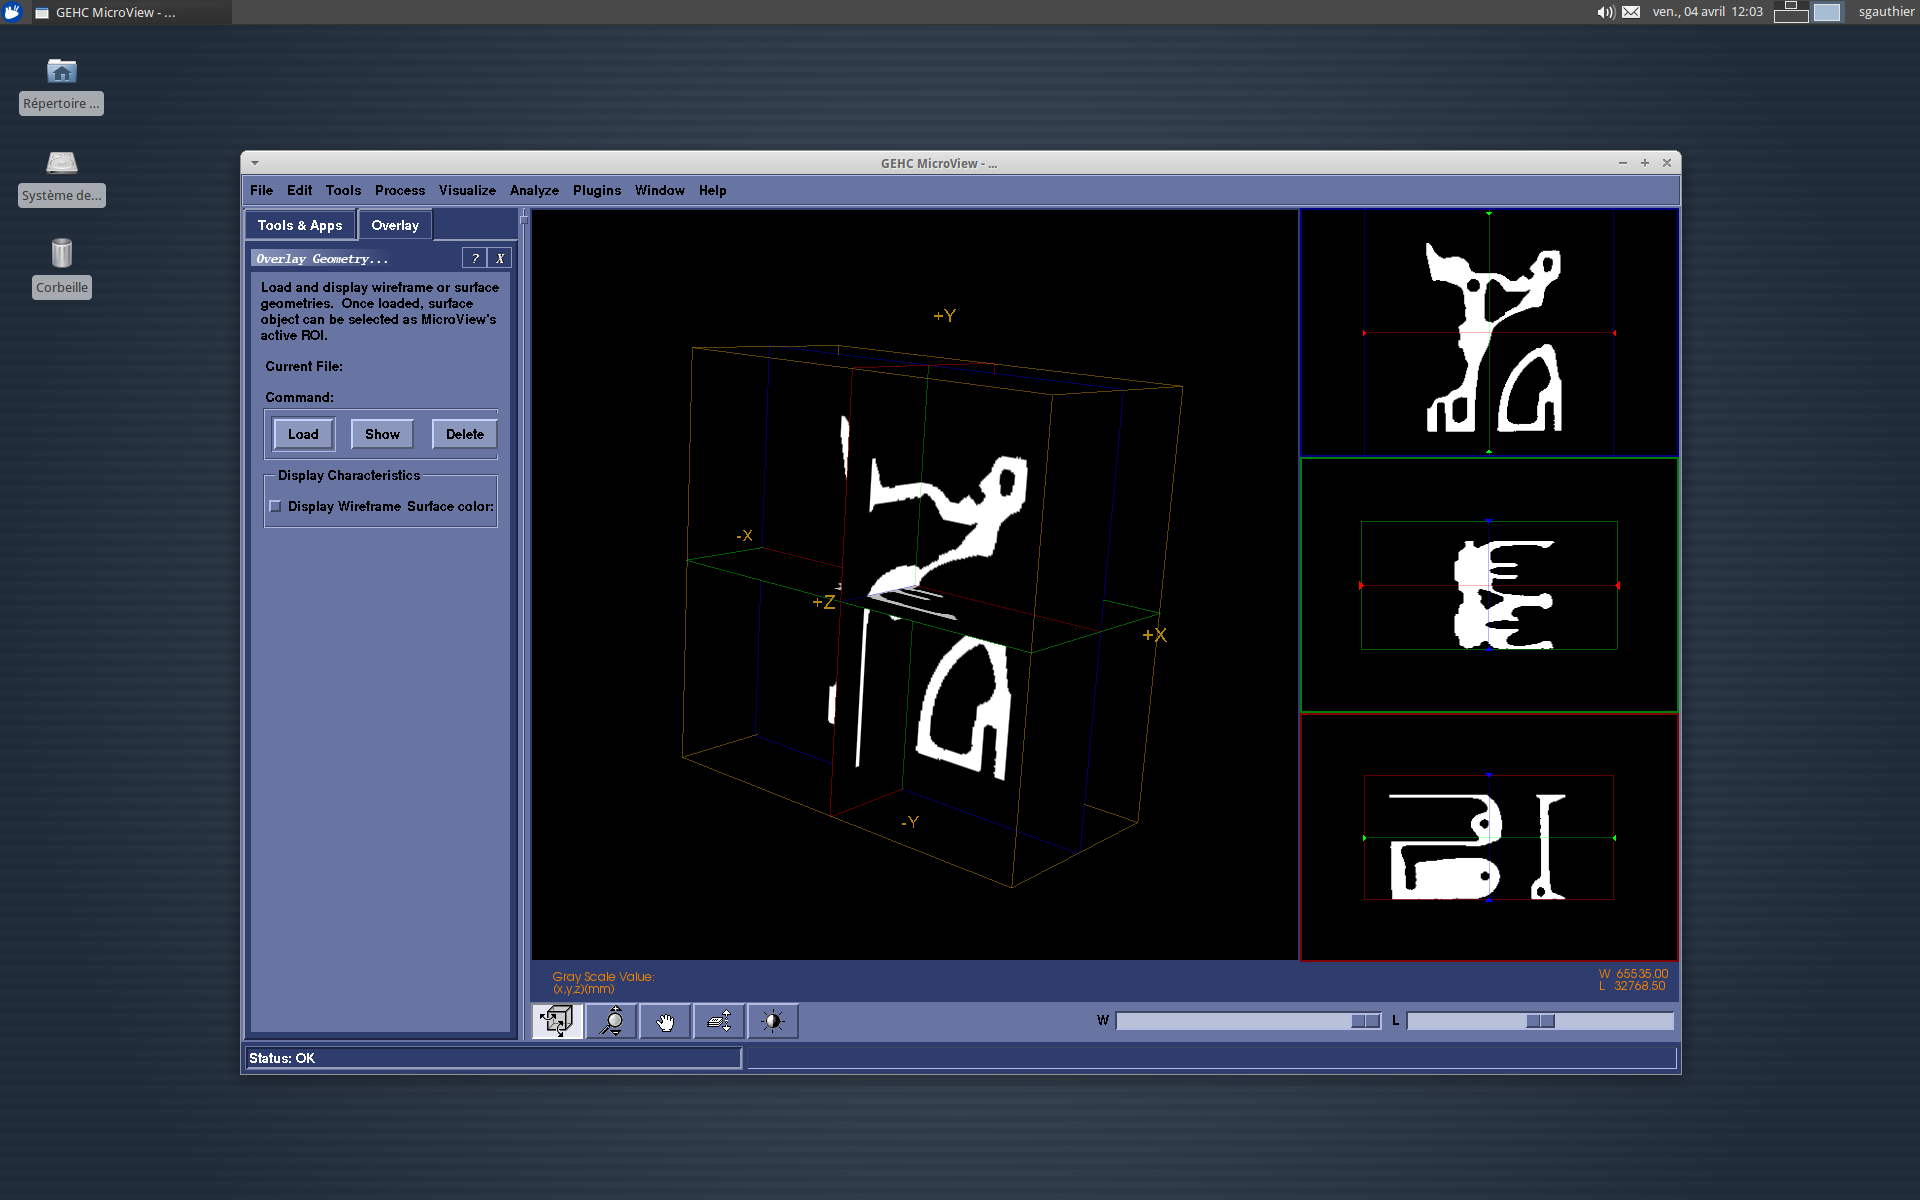 GEHC MicroView - ...
ven., 04 avril 12:03
sgauthier
Répertoire ...
Système de...
Corbeille
GEHC MicroView - ...
File Edit Tools Process Visualize Analyze Plugins Window Help
Tools & Apps Overlay
Overlay Geometry... ? X
Load and display wireframe or surface
geometries. Once loaded, surface
object can be selected as MicroView's
active ROI.
Current File:
Command:
Load Show Delete
Display Characteristics
Display Wireframe Surface color:
+Y
-X
+Z
+X
-Y
Gray Scale Value:
(x,y,z)(mm)
W 65535.00
L 32768.50
W L
Status: OK